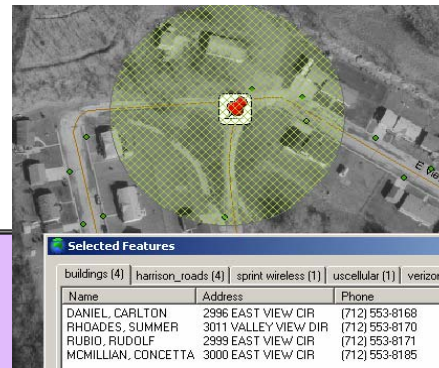 E Vie
Selected Features
buildings (4) harrison_roads (4) sprint wireless (1) uscellular (1) verizon
Name Address Phone
DANIEL, CARLTON 2996 EAST VIEW CIR (712) 553-8168
RHOADES, SUMMER 3011 VALLEY VIEW DIR (712) 553-8170
RUBIO, RUDOLF 2999 EAST VIEW CIR (712) 553-8171
MCMILLIAN, CONCETTA 3000 EAST VIEW CIR (712) 553-8185